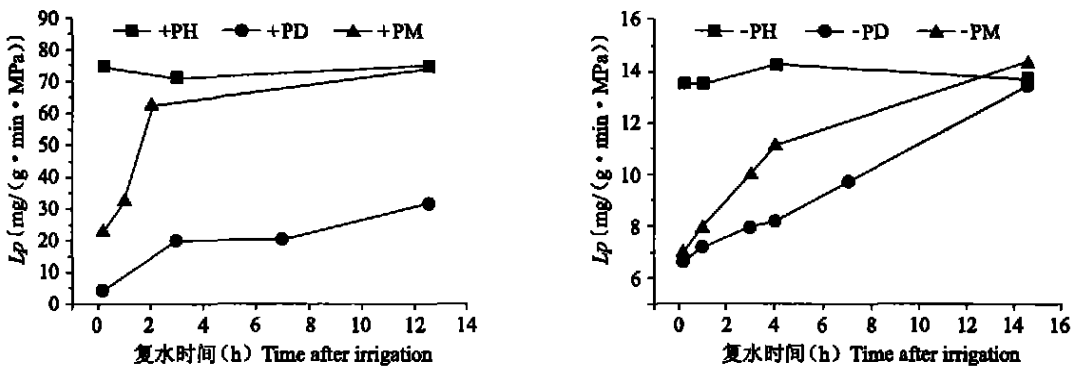 +PH +PD +PM
Lp〔mg/(g·min·MPa)〕
90
80
70
60
50
40
30
20
10
0
0 2 4 6 8 10 12 14
复水时间(h) Time after irrigation
-PH -PD -PM
Lp〔mg/(g·min·MPa)〕
16
14
12
10
8
6
0 2 4 6 8 10 12 14 16
复水时间(h) Time after irrigation